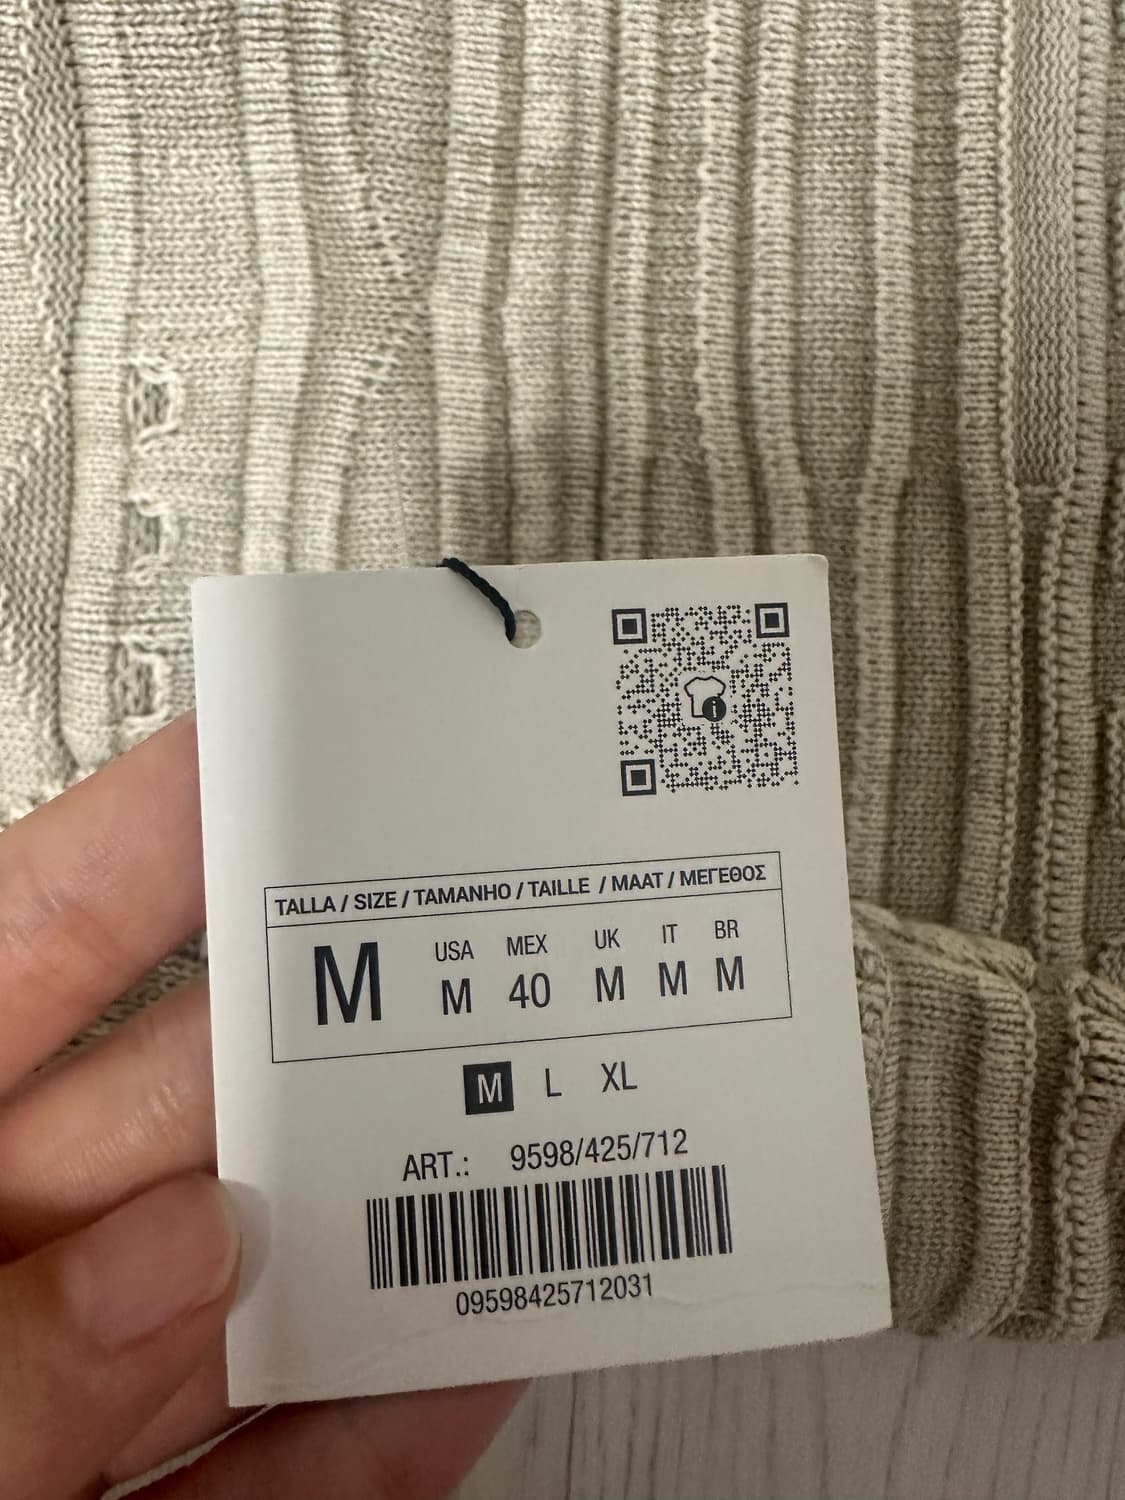 TALLA / SIZE / TAMANHO / TAILLE / MAAT / ΜΕΓΕΘΟΣ
M
USA MEX UK IT BR
M 40 M M M
M L XL
ART.: 9598/425/712
09598425712031